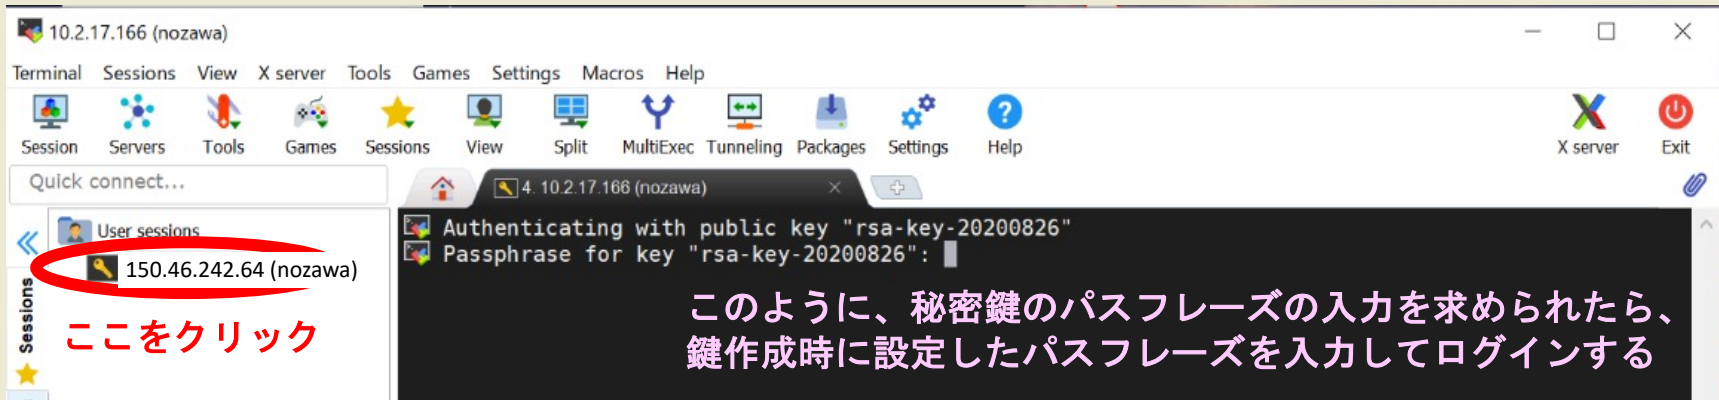 10.2.17.166 (nozawa)
Terminal Sessions View X server Tools Games Settings Macros Help
Session Servers Tools Games Sessions View Split MultiExec Tunneling Packages Settings Help X server Exit
Quick connect...
4. 10.2.17.166 (nozawa)
User sessions
150.46.242.64 (nozawa)
Sessions
ここをクリック
Authenticating with public key "rsa-key-20200826"
Passphrase for key "rsa-key-20200826":
このように、秘密鍵のパスフレーズの入力を求められたら、
鍵作成時に設定したパスフレーズを入力してログインする